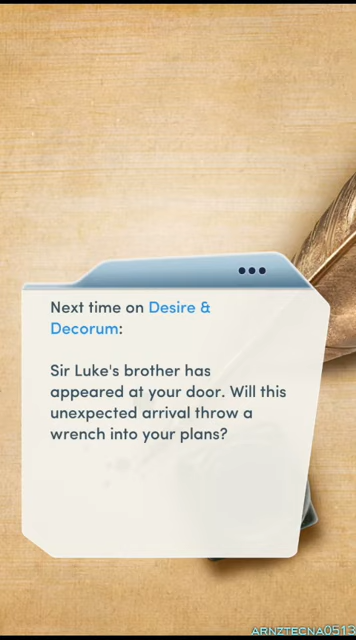 Next time on Desire &
Decorum:
Sir Luke's brother has
appeared at your door. Will this
unexpected arrival throw a
wrench into your plans?
ARNZTECNA0513